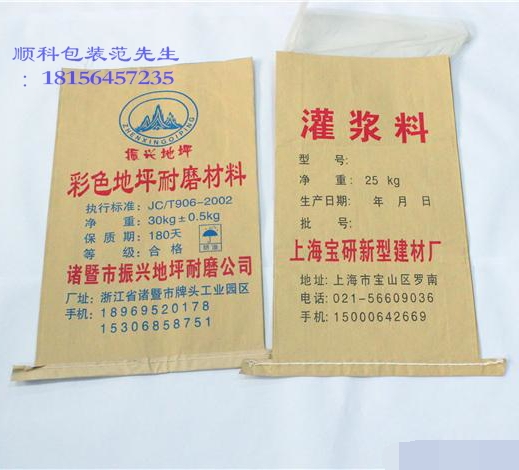 顺科包装范先生
: 18156457235
ZHENXINGDIPING
振兴地坪
彩色地坪耐磨材料
执行标准: JC/T906-2002
净 重: 30kg±0.5kg
保 质 期: 180天
等 级: 合格
防潮
诸暨市振兴地坪耐磨公司
厂址: 浙江省诸暨市牌头工业园区
手机: 18969520178
15306858751
灌浆料
型 号:
净 重: 25 kg
生产日期: 年 月 日
批 号:
上海宝研新型建材厂
地址: 上海市宝山区罗南
电话: 021-56609036
手机: 15000642669